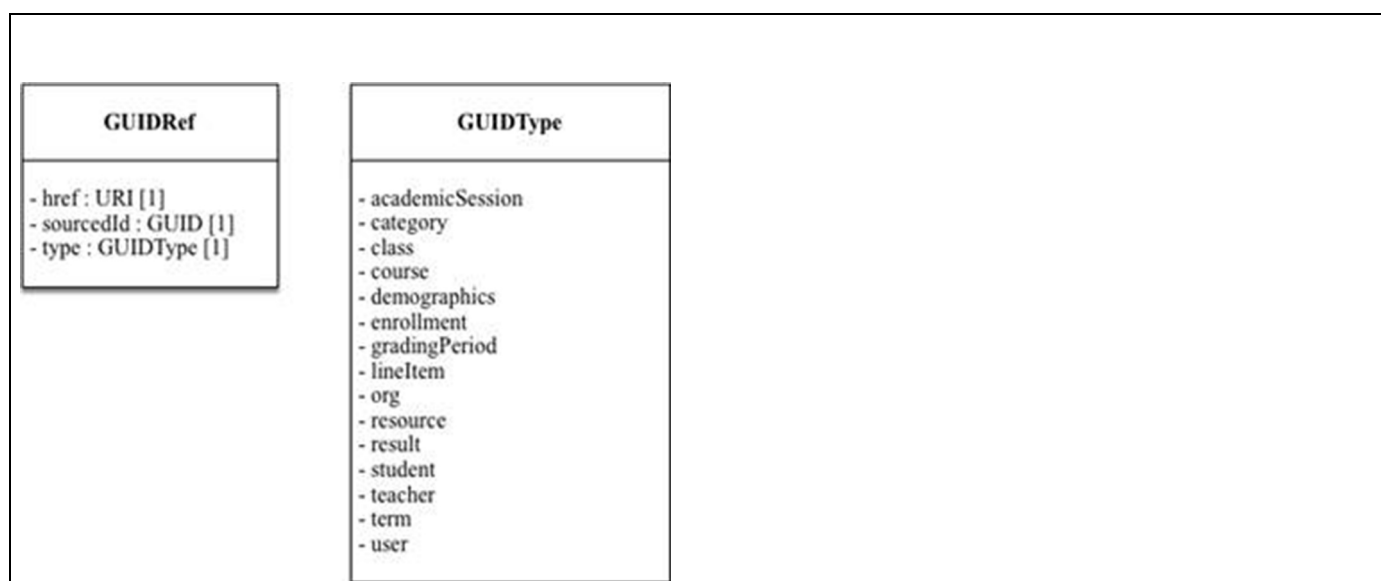 GUIDRef
- href : URI [1]
- sourcedId : GUID [1]
- type : GUIDType [1]
GUIDType
- academicSession
- category
- class
- course
- demographics
- enrollment
- gradingPeriod
- lineItem
- org
- resource
- result
- student
- teacher
- term
- user